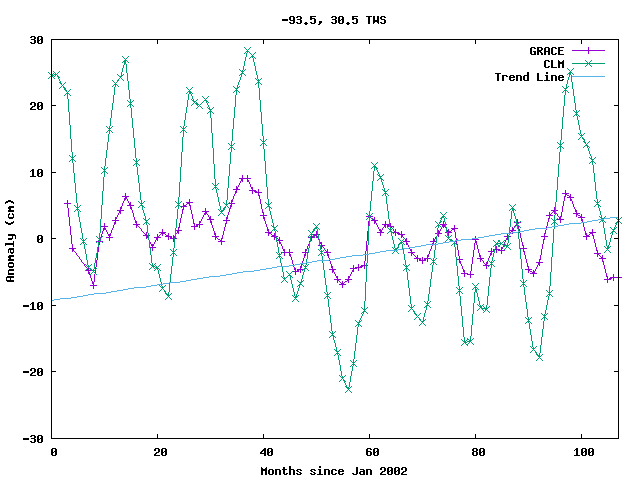 -93.5, 30.5 TWS
GRACE
CLM
Trend Line
30
20
10
0
-10
-20
-30
Anomaly (cm)
0 20 40 60 80 100
Months since Jan 2002